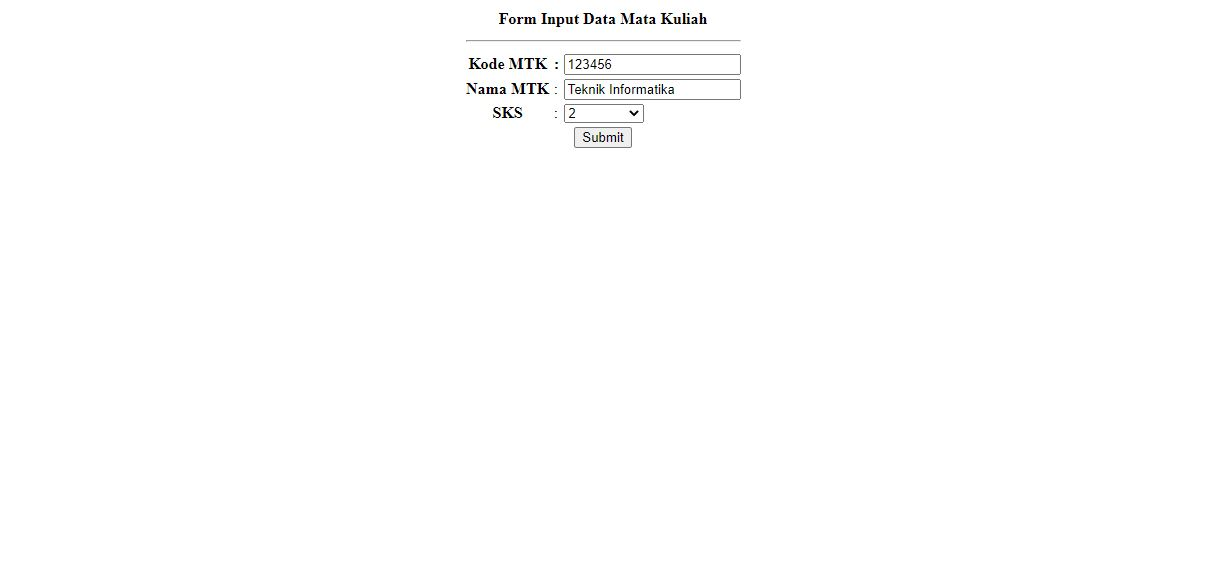 Form Input Data Mata Kuliah
Kode MTK : 123456
Nama MTK : Teknik Informatika
SKS : 2
Submit